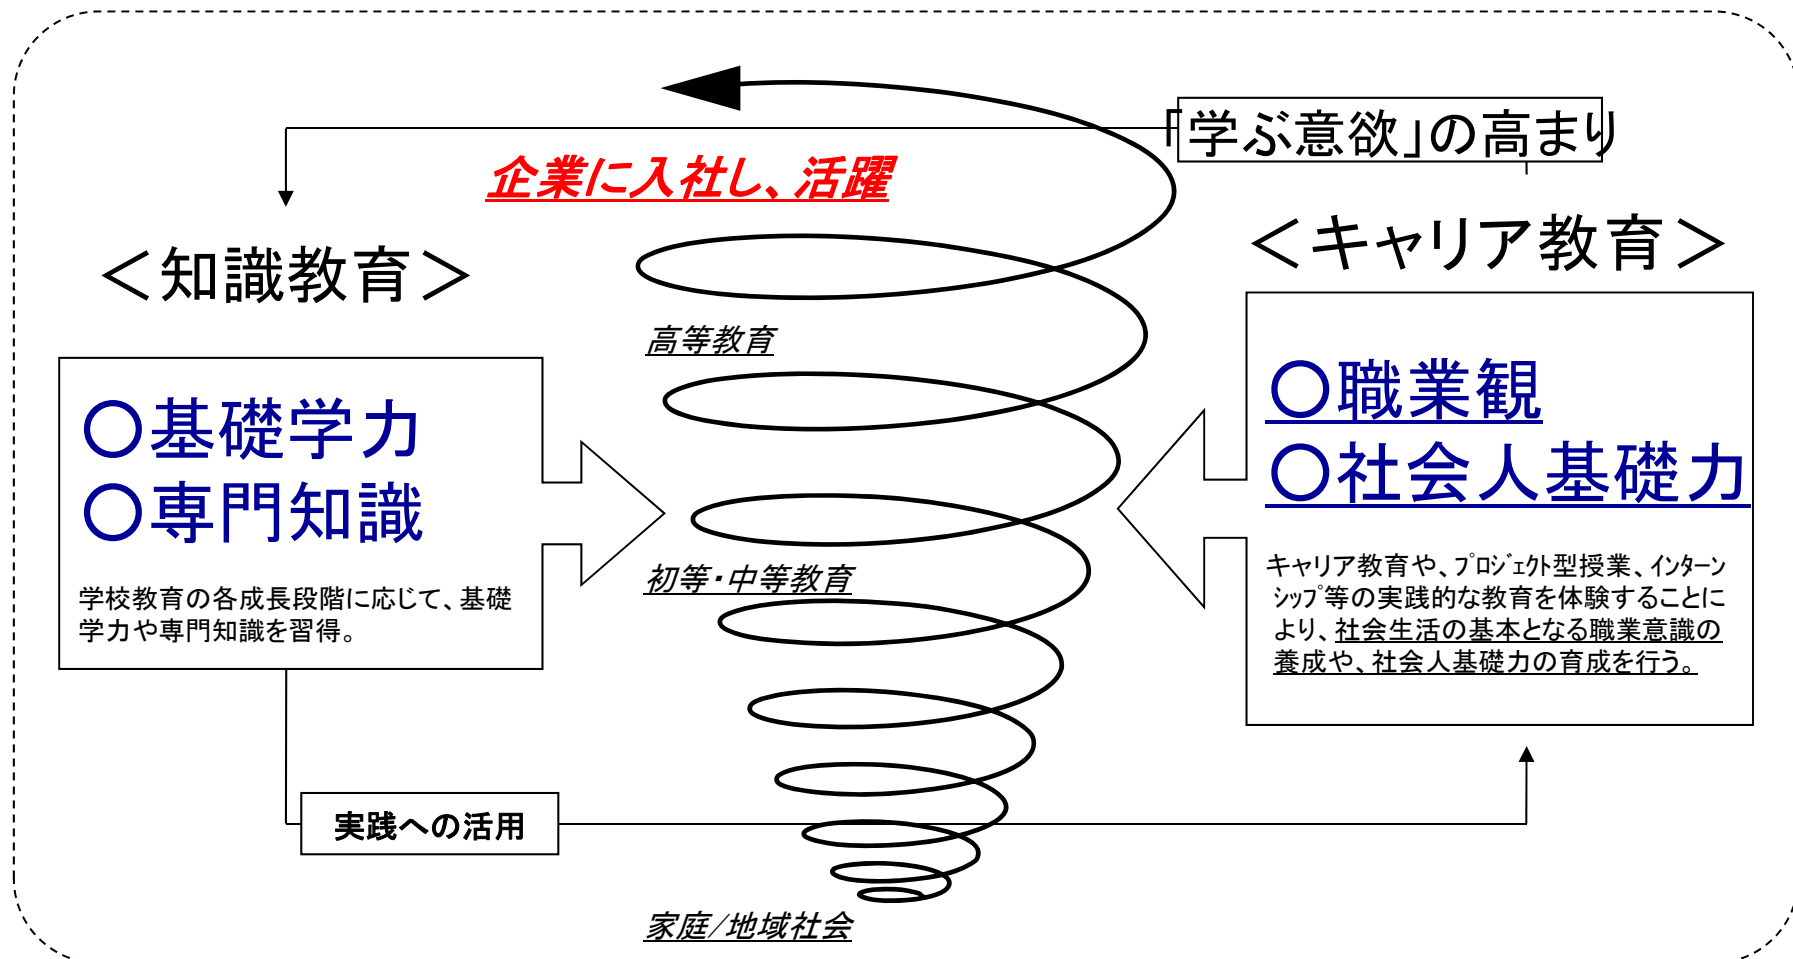 「学ぶ意欲」の高まり
企業に入社し、活躍
＜知識教育＞
＜キャリア教育＞
高等教育
○基礎学力
○専門知識
学校教育の各成長段階に応じて、基礎
学力や専門知識を習得。
○職業観
○社会人基礎力
キャリア教育や、ﾌﾟﾛｼﾞｪｸﾄ型授業、ｲﾝﾀｰﾝ
ｼｯﾌﾟ等の実践的な教育を体験することに
より、社会生活の基本となる職業意識の
養成や、社会人基礎力の育成を行う。
初等・中等教育
実践への活用
家庭/地域社会